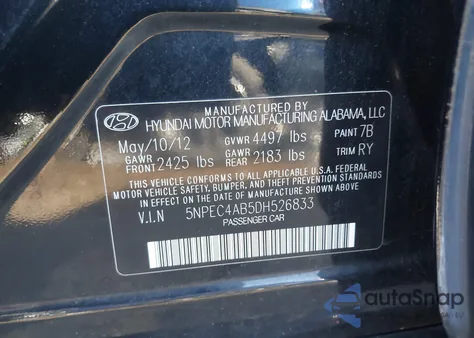 MANUFACTURED BY
HYUNDAI MOTOR MANUFACTURING ALABAMA, LLC
May/10/12 GVWR 4497 lbs PAINT 7B
GAWR FRONT 2425 lbs GAWR REAR 2183 lbs TRIM RY
THIS VEHICLE CONFORMS TO ALL APPLICABLE U.S.A. FEDERAL
MOTOR VEHICLE SAFETY, BUMPER, AND THEFT PREVENTION STANDARDS
IN EFFECT ON THE DATE OF MANUFACTURE SHOWN ABOVE.
V.I.N 5NPEC4AB5DH526833
PASSENGER CAR
autoSnap